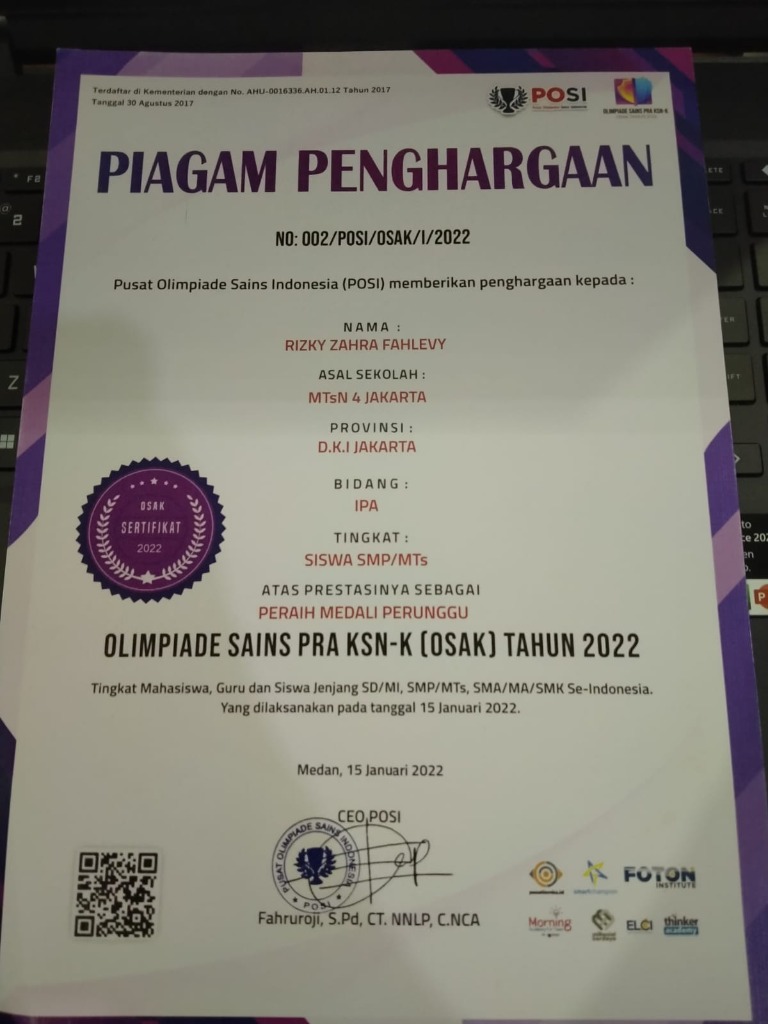 Terdaftar di Kementerian dengan No. AHU-0016336.AH.01.12 Tahun 2017
Tanggal 30 Agustus 2017
POSI
OLIMPIADE SAINS PRA KSN-K
PIAGAM PENGHARGAAN
NO: 002/POSI/OSAK/I/2022
Pusat Olimpiade Sains Indonesia (POSI) memberikan penghargaan kepada :
NAMA :
RIZKY ZAHRA FAHLEVY
ASAL SEKOLAH :
MTsN 4 JAKARTA
PROVINSI :
D.K.I JAKARTA
BIDANG :
IPA
TINGKAT :
SISWA SMP/MTs
ATAS PRESTASINYA SEBAGAI
PERAIH MEDALI PERUNGGU
OSAK
SERTIFIKAT
2022
OLIMPIADE SAINS PRA KSN-K (OSAK) TAHUN 2022
Tingkat Mahasiswa, Guru dan Siswa Jenjang SD/MI, SMP/MTs, SMA/MA/SMK Se-Indonesia.
Yang dilaksanakan pada tanggal 15 Januari 2022.
Medan, 15 Januari 2022
CEO POSI
PUSAT OLIMPIADE SAINS INDONESIA
POSI
Fahruroji, S.Pd, CT. NNLP, C.NCA
FOTON
INSTITUTE
Morning
ELCI
thinker
academy
F8
2
Z
P